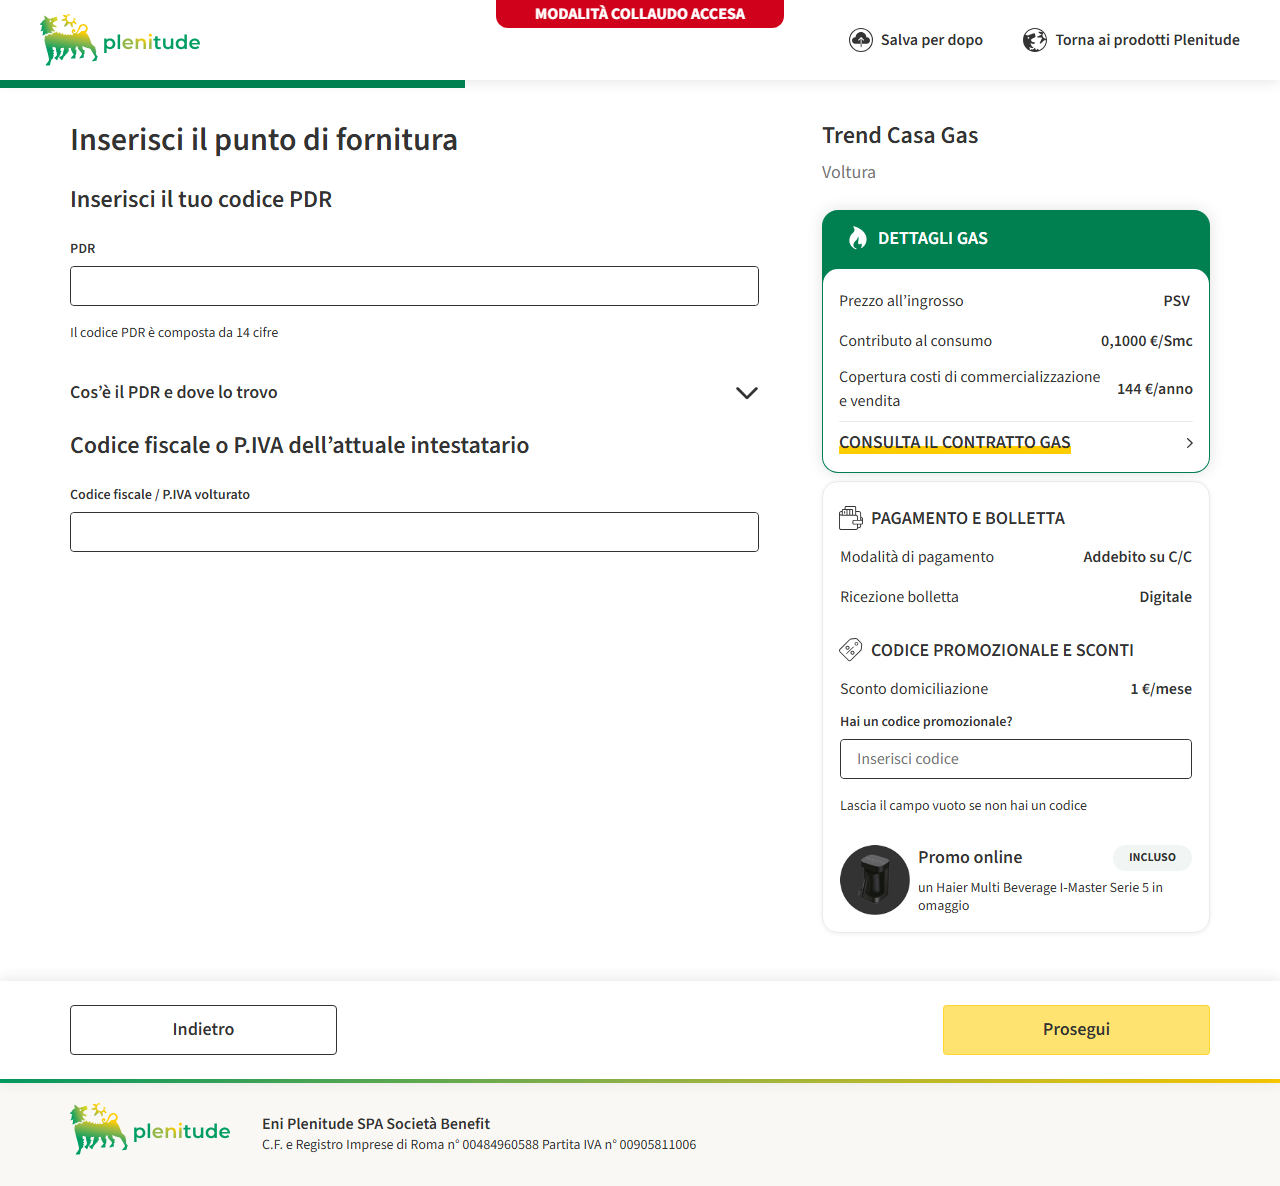 MODALITÀ COLLAUDO ACCESA
plenitude
Salva per dopo
Torna ai prodotti Plenitude
Inserisci il punto di fornitura
Inserisci il tuo codice PDR
PDR
Il codice PDR è composta da 14 cifre
Cos’è il PDR e dove lo trovo
Codice fiscale o P.IVA dell’attuale intestatario
Codice fiscale / P.IVA volturato
Trend Casa Gas
Voltura
DETTAGLI GAS
Prezzo all’ingrosso PSV
Contributo al consumo 0,1000 €/Smc
Copertura costi di commercializzazione
e vendita 144 €/anno
CONSULTA IL CONTRATTO GAS
PAGAMENTO E BOLLETTA
Modalità di pagamento Addebito su C/C
Ricezione bolletta Digitale
CODICE PROMOZIONALE E SCONTI
Sconto domiciliazione 1 €/mese
Hai un codice promozionale?
Inserisci codice
Lascia il campo vuoto se non hai un codice
Promo online INCLUSO
un Haier Multi Beverage I-Master Serie 5 in
omaggio
Indietro
Prosegui
plenitude
Eni Plenitude SPA Società Benefit
C.F. e Registro Imprese di Roma n° 00484960588 Partita IVA n° 00905811006